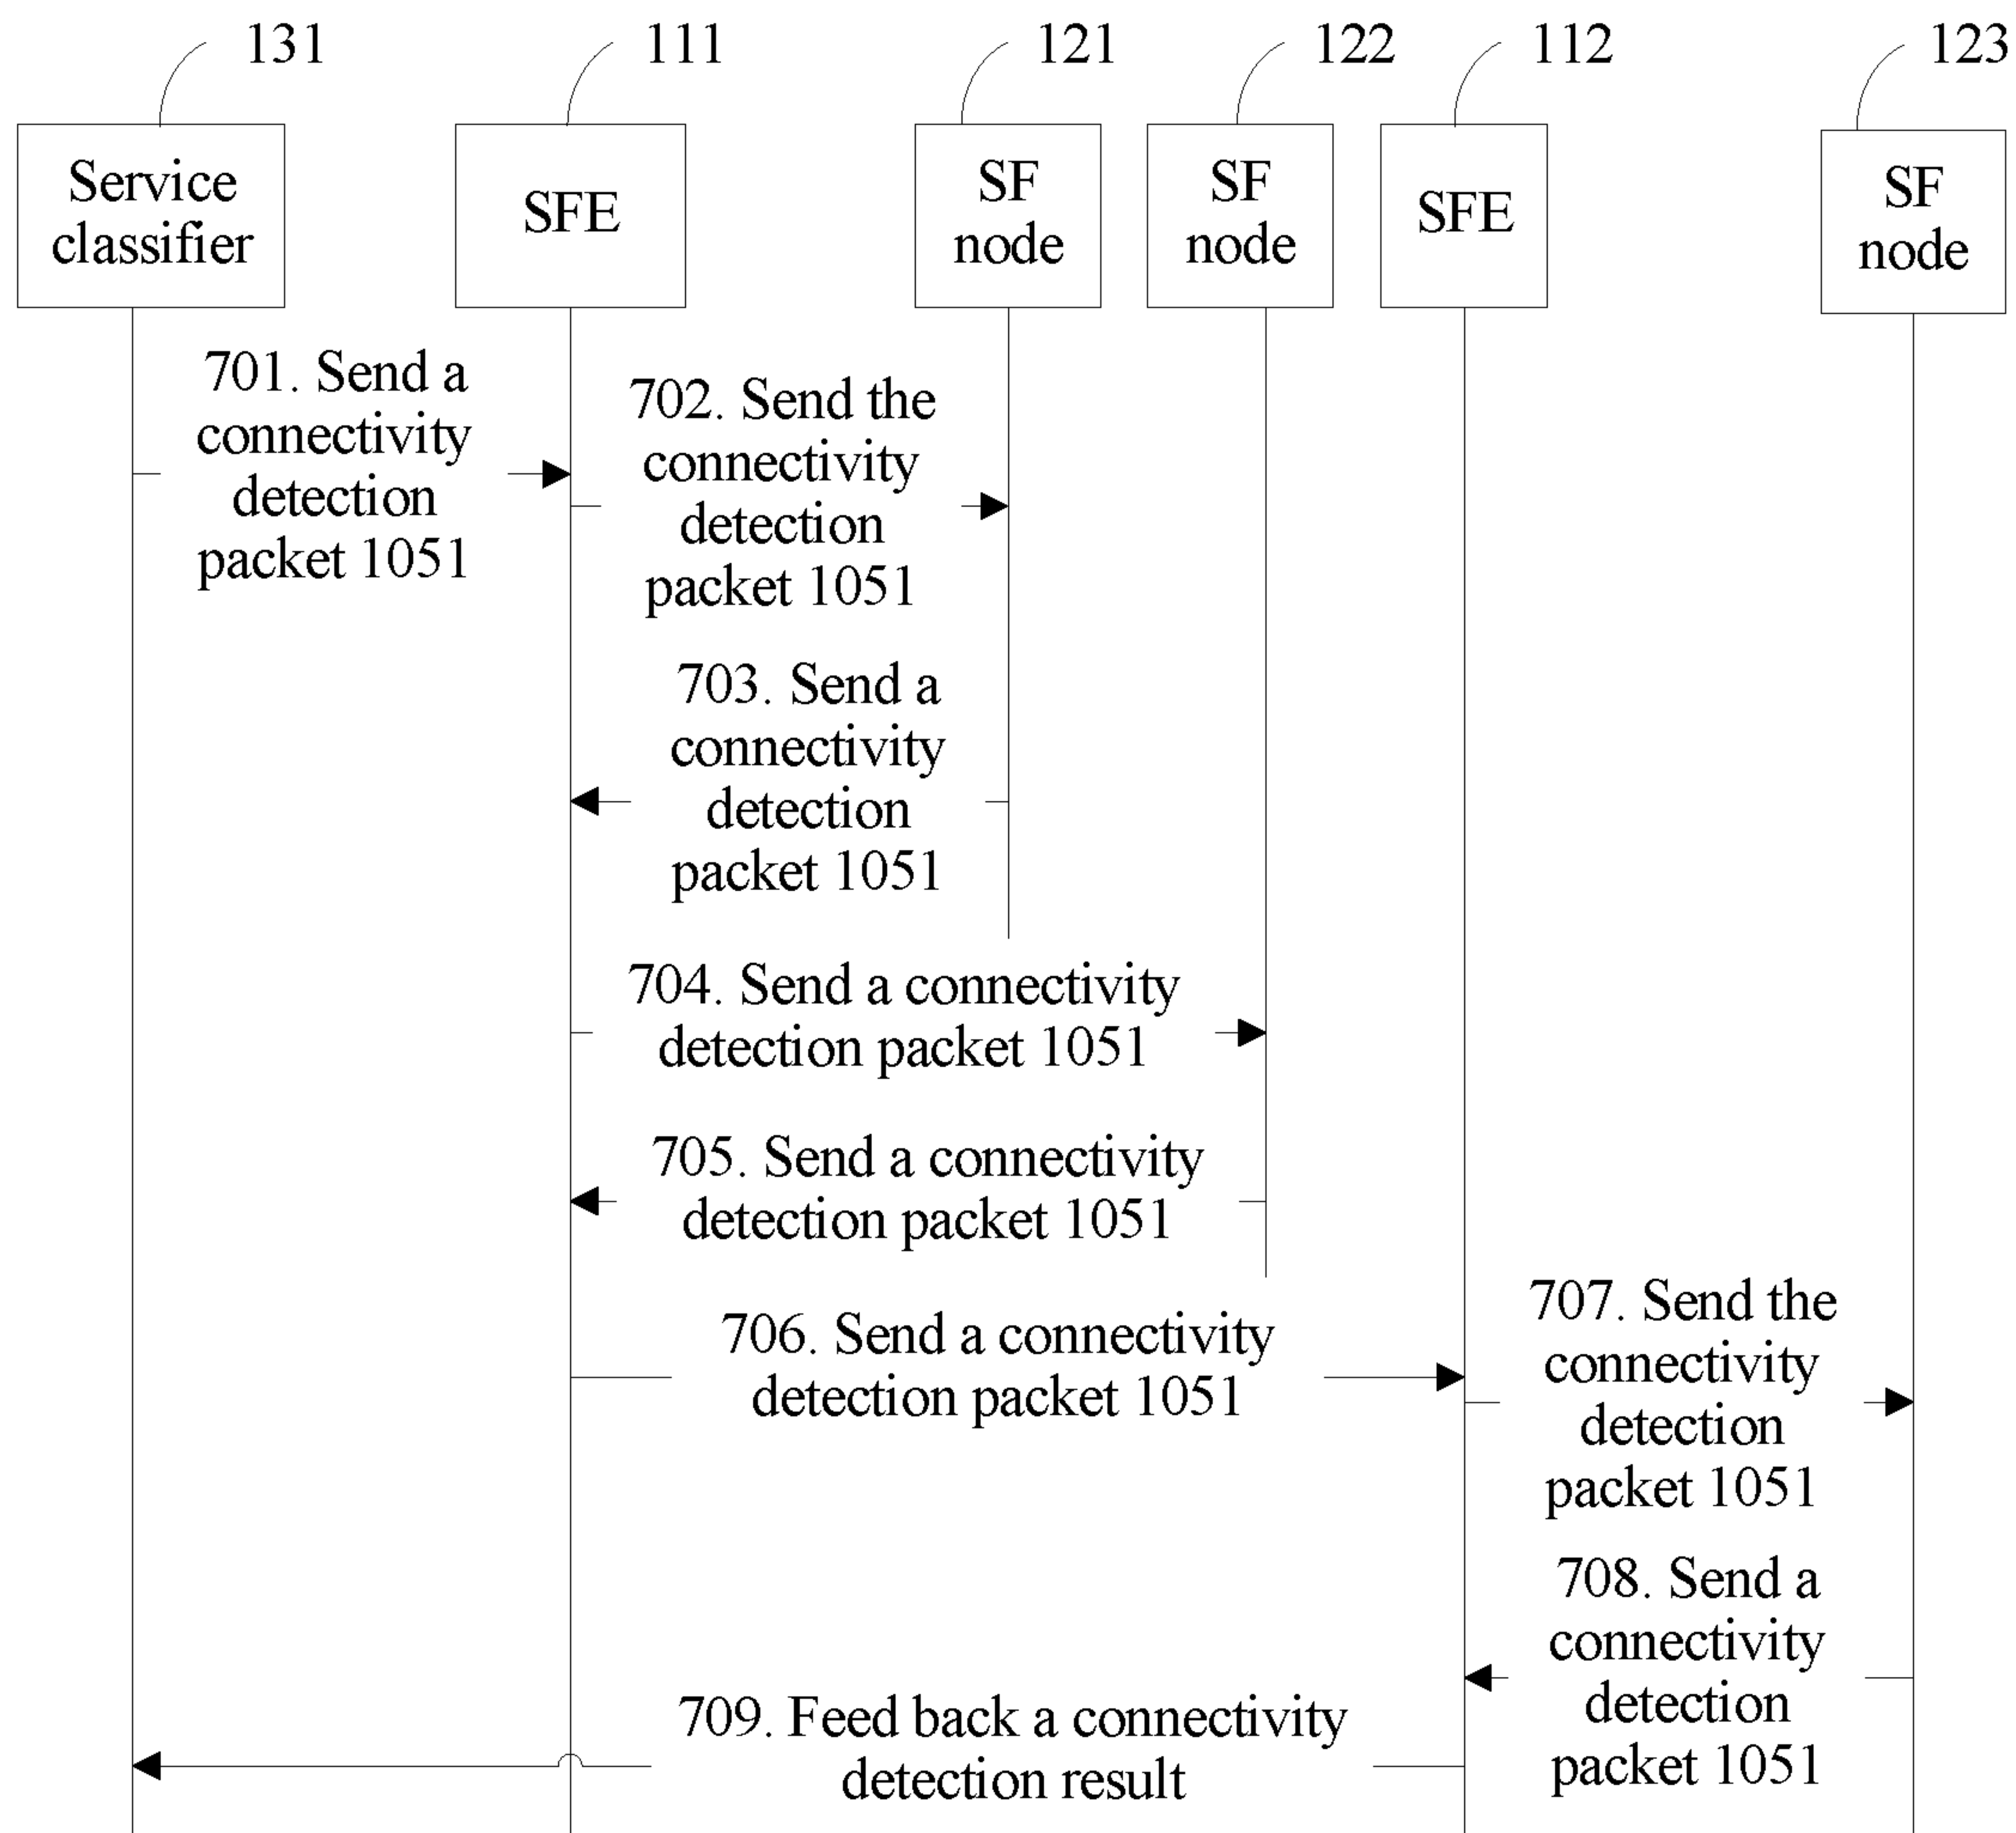 131
111
121
122
112
123
Service
classifier
SFE
SF
node
SF
node
SFE
SF
node
701. Send a
connectivity
detection
packet 1051
702. Send the
connectivity
detection
packet 1051
703. Send a
connectivity
detection
packet 1051
704. Send a connectivity
detection packet 1051
705. Send a connectivity
detection packet 1051
706. Send a connectivity
detection packet 1051
707. Send the
connectivity
detection
packet 1051
708. Send a
connectivity
detection
packet 1051
709. Feed back a connectivity
detection result